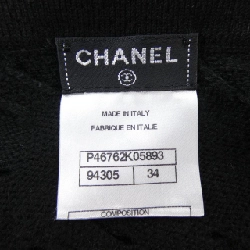 CHANEL
MADE IN ITALY
FABRIQUE EN ITALIE
P46762K05893
94305 34
COMPOSITION